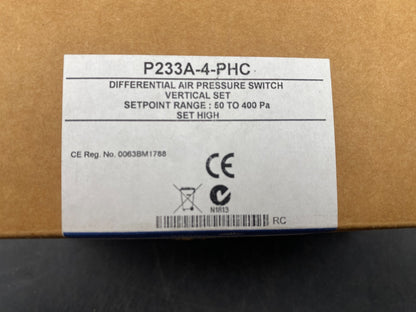 P233A-4-PHC
DIFFERENTIAL AIR PRESSURE SWITCH
VERTICAL SET
SETPOINT RANGE : 50 TO 400 Pa
SET HIGH
CE Reg. No. 0063BM1788
CE
N1813
RC